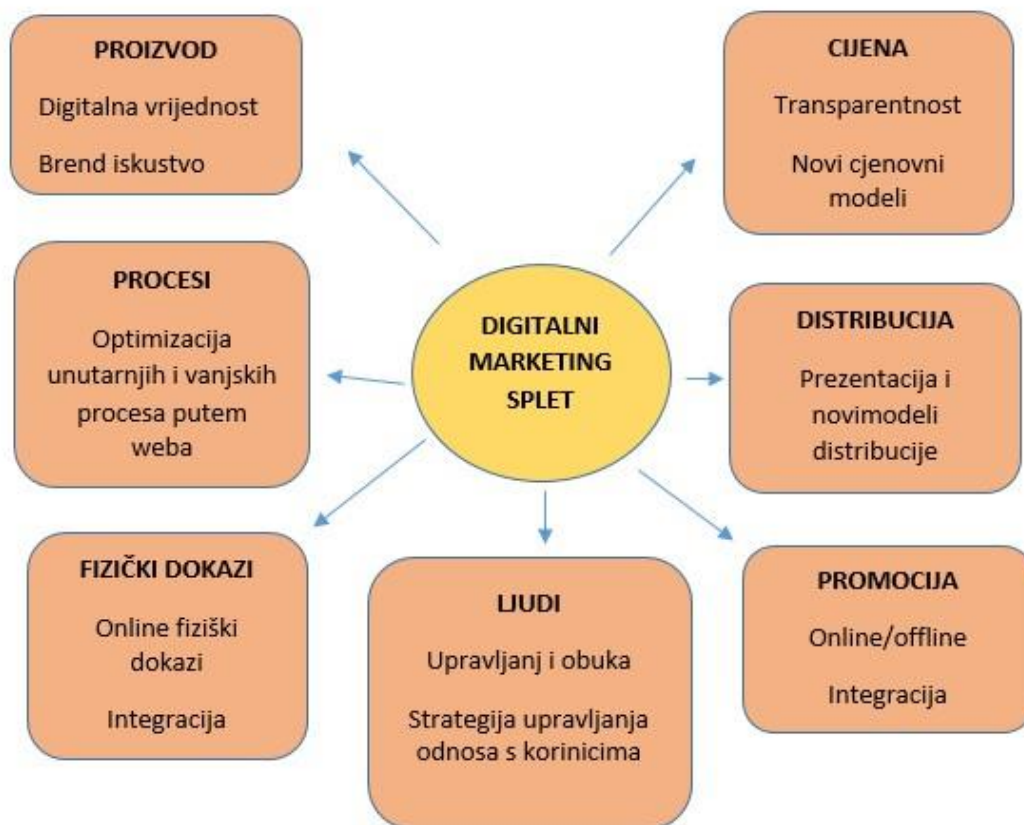 PROIZVOD
Digitalna vrijednost
Brend iskustvo
CIJENA
Transparentnost
Novi cjenovni
modeli
PROCESI
Optimizacija
unutarnjih i vanjskih
procesa putem
weba
DIGITALNI
MARKETING
SPLET
DISTRIBUCIJA
Prezentacija i
novimodeli
distribucije
FIZIČKI DOKAZI
Online fiziški
dokazi
Integracija
LJUDI
Upravljanj i obuka
Strategija upravljanja
odnosa s korinicima
PROMOCIJA
Online/offline
Integracija